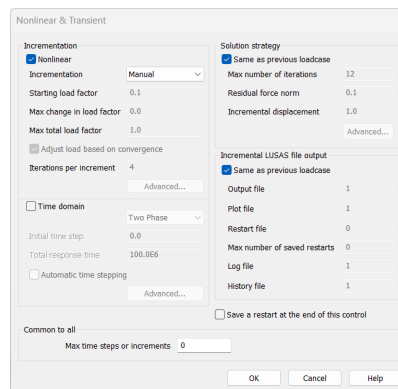 Nonlinear & Transient
Incrementation
Nonlinear
Incrementation Manual
Starting load factor 0.1
Max change in load factor 0.0
Max total load factor 1.0
Adjust load based on convergence
Iterations per increment 4
Advanced...
Time domain
Two Phase
Initial time step 0.0
Total response time 100.0E6
Automatic time stepping
Advanced...
Common to all
Max time steps or increments 0
Solution strategy
Same as previous loadcase
Max number of iterations 12
Residual force norm 0.1
Incremental displacement 1.0
Advanced...
Incremental LUSAS file output
Same as previous loadcase
Output file 1
Plot file 1
Restart file 0
Max number of saved restarts 0
Log file 1
History file 1
Save a restart at the end of this control
OK Cancel Help